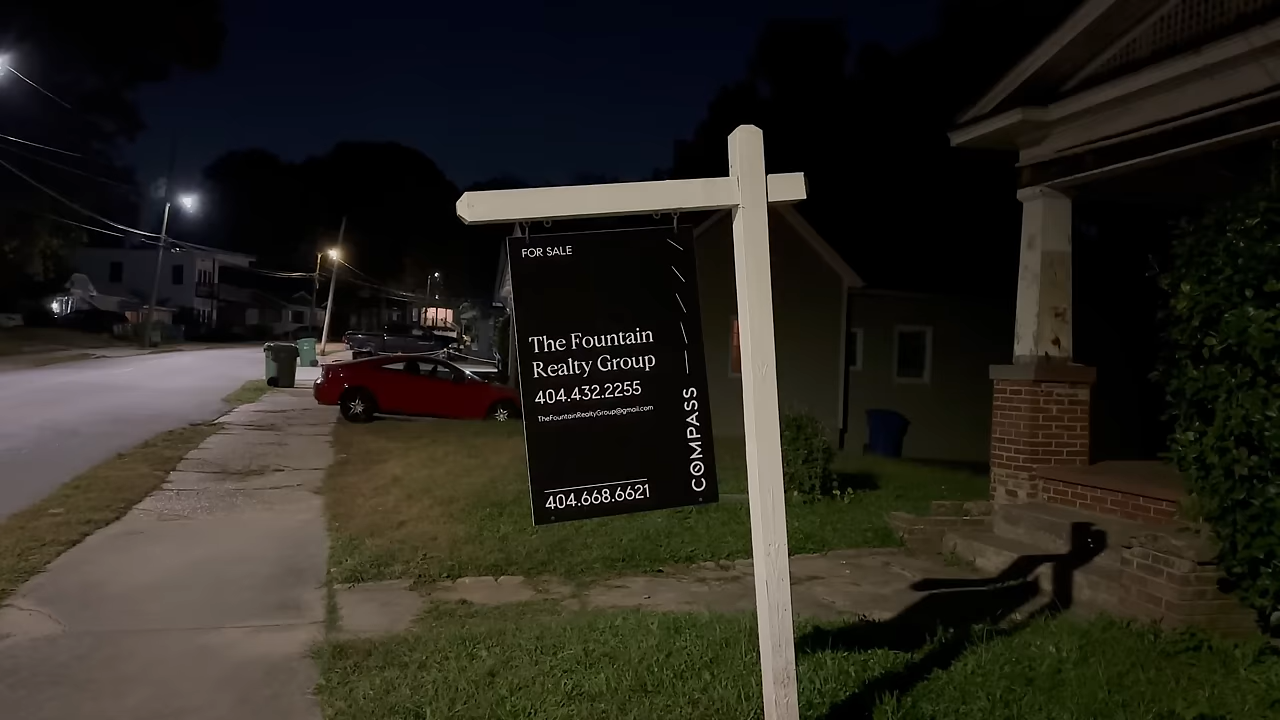 FOR SALE
The Fountain
Realty Group
404.432.2255
TheFountainRealtyGroup@gmail.com
404.668.6621
COMPASS